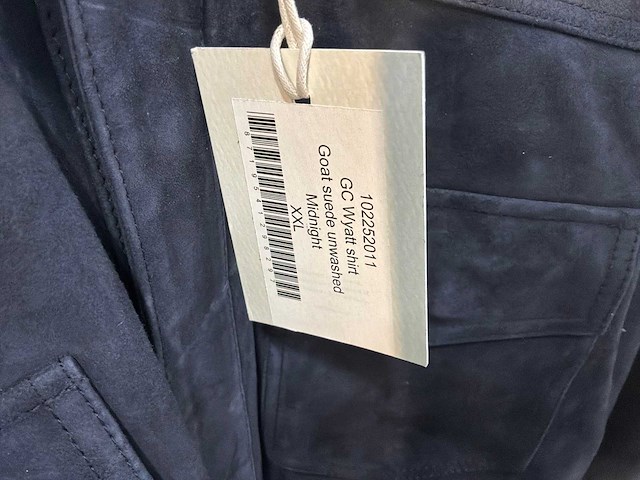 102252011
GC Wyatt shirt
Goat suede unwashed
Midnight
XXL